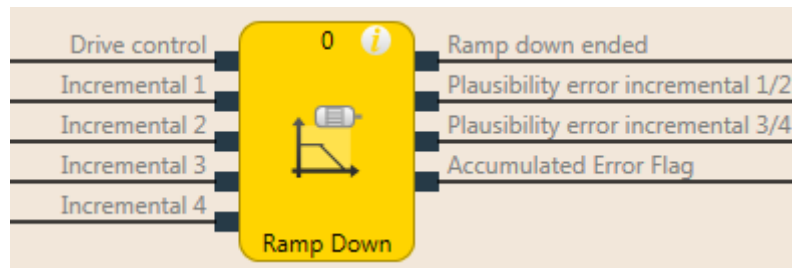 Drive control
Incremental 1
Incremental 2
Incremental 3
Incremental 4
0 i
Ramp Down
Ramp down ended
Plausibility error incremental 1/2
Plausibility error incremental 3/4
Accumulated Error Flag